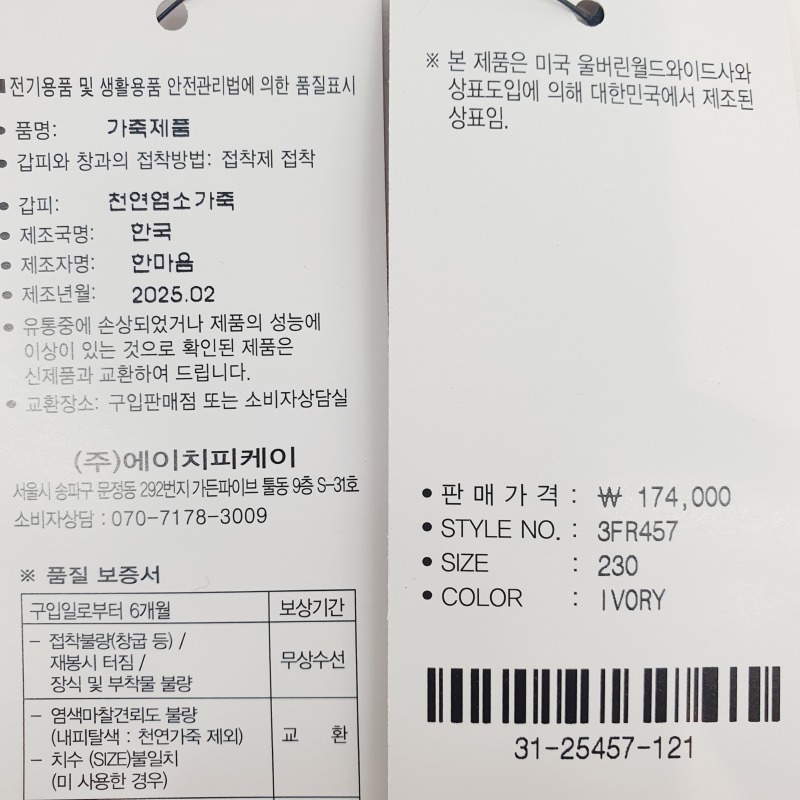 ■ 전기용품 및 생활용품 안전관리법에 의한 품질표시
• 품명: 가죽제품
• 갑피와 창과의 접착방법: 접착제 접착
• 갑피: 천연염소가죽
• 제조국명: 한국
• 제조자명: 한마음
• 제조년월: 2025.02
• 유통중에 손상되었거나 제품의 성능에
이상이 있는 것으로 확인된 제품은
신제품과 교환하여 드립니다.
• 교환장소: 구입판매점 또는 소비자상담실
(주)에이치피케이
서울시 송파구 문정동 292번지 가든파이브 툴동 9층 S-31호
소비자상담 : 070-7178-3009
※ 품질 보증서
구입일로부터 6개월 보상기간
- 접착불량(창굽 등) /
재봉시 터짐 /
장식 및 부착물 불량
무상수선
- 염색마찰견뢰도 불량
(내피탈색 : 천연가죽 제외)
- 치수 (SIZE)불일치
(미 사용한 경우)
교 환
※ 본 제품은 미국 울버린월드와이드사와
상표도입에 의해 대한민국에서 제조된
상표임.
• 판매가격 : ₩ 174,000
• STYLE NO. : 3FR457
• SIZE : 230
• COLOR : IVORY
31-25457-121